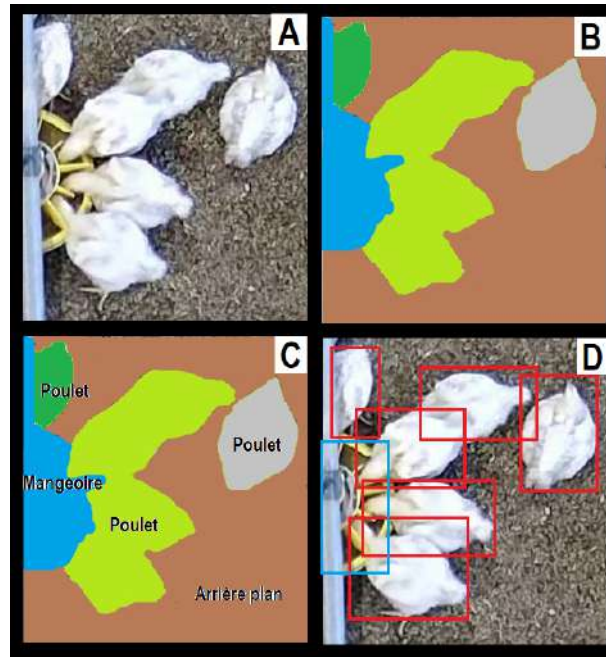 A
B
C
Poulet
Poulet
Mangeoire
Poulet
Arrière plan
D